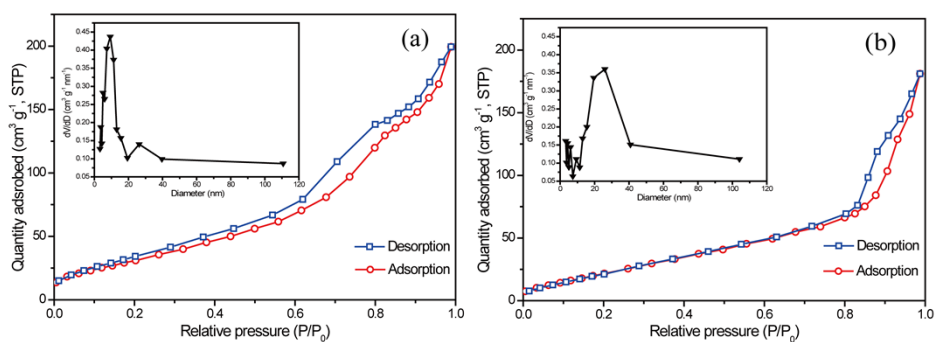 (a)
Quantity adsrobed (cm³ g⁻¹, STP)
200
150
100
50
0
0.0 0.2 0.4 0.6 0.8 1.0
Relative pressure (P/P₀)
Desorption
Adsorption
dV/dD (cm³ g⁻¹ nm⁻¹)
0.45
0.40
0.35
0.30
0.25
0.20
0.15
0.10
0.05
0 20 40 60 80 100 120
Diameter (nm)
(b)
Quantity adsorbed (cm³ g⁻¹, STP)
200
150
100
50
0
0.0 0.2 0.4 0.6 0.8 1.0
Relative pressure (P/P₀)
Desorption
Adsorption
dV/dD (cm³ g⁻¹ nm⁻¹)
0.45
0.40
0.35
0.30
0.25
0.20
0.15
0.10
0.05
0 20 40 60 80 100 120
Diameter (nm)